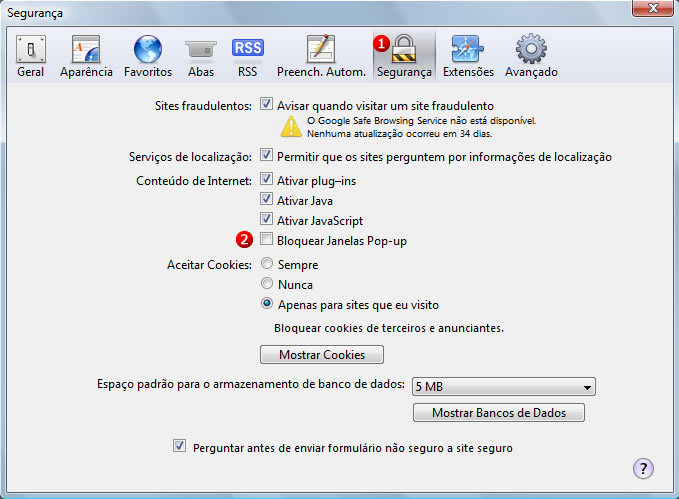 Segurança
Geral Aparência Favoritos Abas RSS RSS Preench. Autom. 1 Segurança Extensões Avançado
Sites fraudulentos: Avisar quando visitar um site fraudulento
O Google Safe Browsing Service não está disponível.
Nenhuma atualização ocorreu em 34 dias.
Serviços de localização: Permitir que os sites perguntem por informações de localização
Conteúdo de Internet: Ativar plug-ins
Ativar Java
Ativar JavaScript
2 Bloquear Janelas Pop-up
Aceitar Cookies: Sempre
Nunca
Apenas para sites que eu visito
Bloquear cookies de terceiros e anunciantes.
Mostrar Cookies
Espaço padrão para o armazenamento de banco de dados: 5 MB
Mostrar Bancos de Dados
Perguntar antes de enviar formulário não seguro a site seguro
?